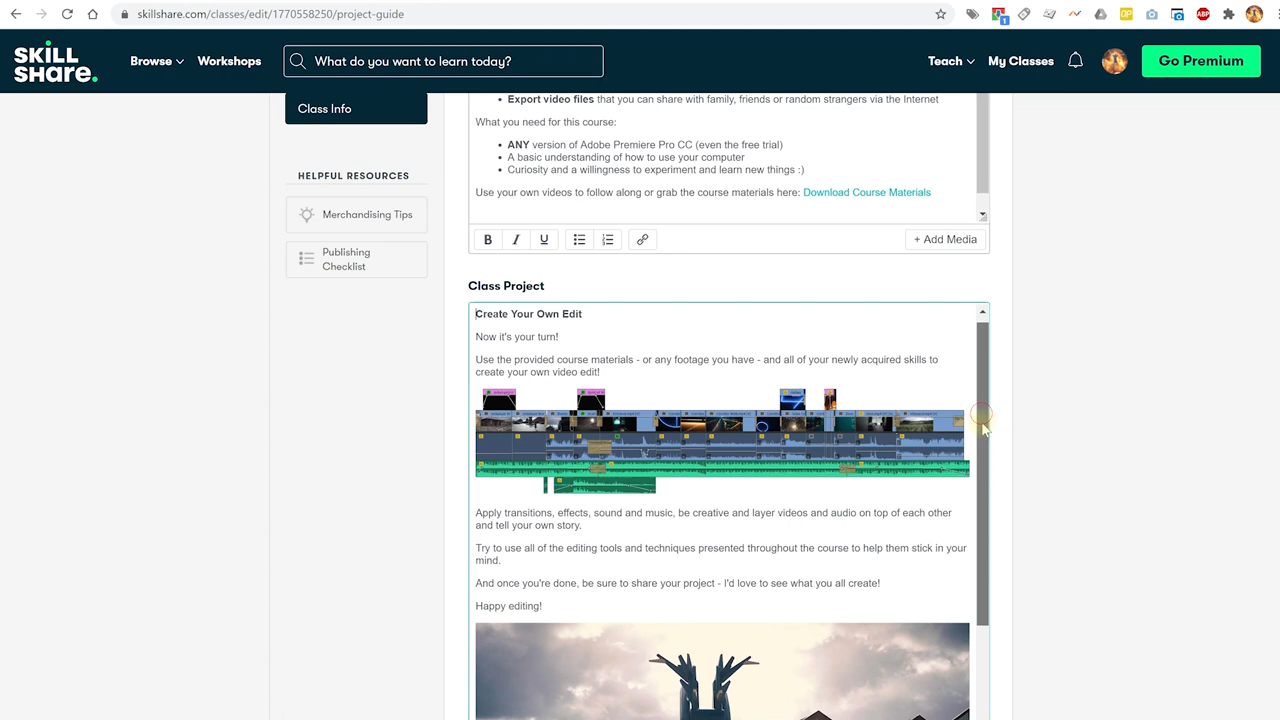 skillshare.com/classes/edit/1770558250/project-guide
1
OP
ABP
SKILL
SHARE.
Browse
Workshops
What do you want to learn today?
Teach
My Classes
Go Premium
Class Info
HELPFUL RESOURCES
Merchandising Tips
Publishing
Checklist
Export video files that you can share with family, friends or random strangers via the Internet
What you need for this course:
ANY version of Adobe Premiere Pro CC (even the free trial)
A basic understanding of how to use your computer
Curiosity and a willingness to experiment and learn new things :)
Use your own videos to follow along or grab the course materials here: Download Course Materials
B I U
+ Add Media
Class Project
Create Your Own Edit
Now it's your turn!
Use the provided course materials - or any footage you have - and all of your newly acquired skills to
create your own video edit!
Apply transitions, effects, sound and music, be creative and layer videos and audio on top of each other
and tell your own story.
Try to use all of the editing tools and techniques presented throughout the course to help them stick in your
mind.
And once you're done, be sure to share your project - I'd love to see what you all create!
Happy editing!